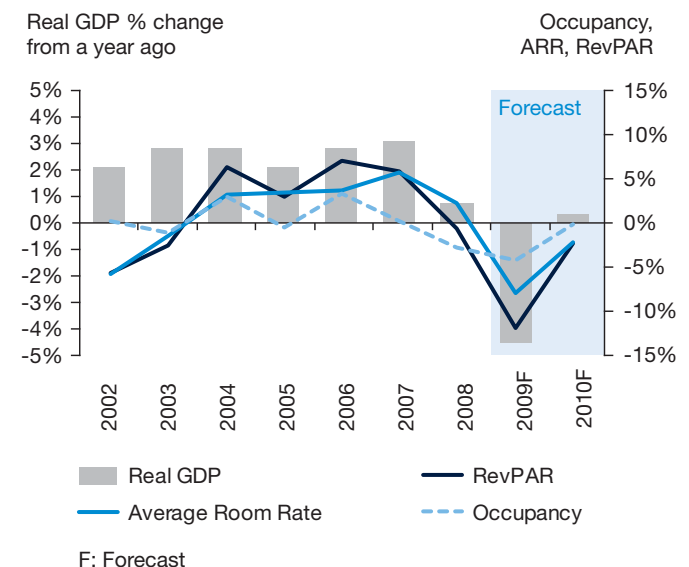 Real GDP % change
from a year ago
Occupancy,
ARR, RevPAR
5%
4%
3%
2%
1%
0%
-1%
-2%
-3%
-4%
-5%
Forecast
15%
10%
5%
0%
-5%
-10%
-15%
2002
2003
2004
2005
2006
2007
2008
2009F
2010F
Real GDP
RevPAR
Average Room Rate
Occupancy
F: Forecast